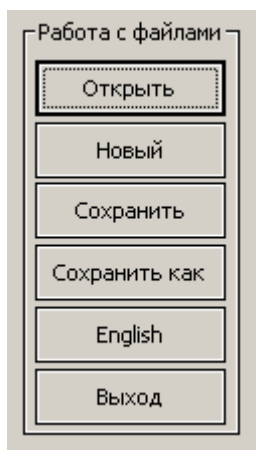 Работа с файлами
Открыть
Новый
Сохранить
Сохранить как
English
Выход